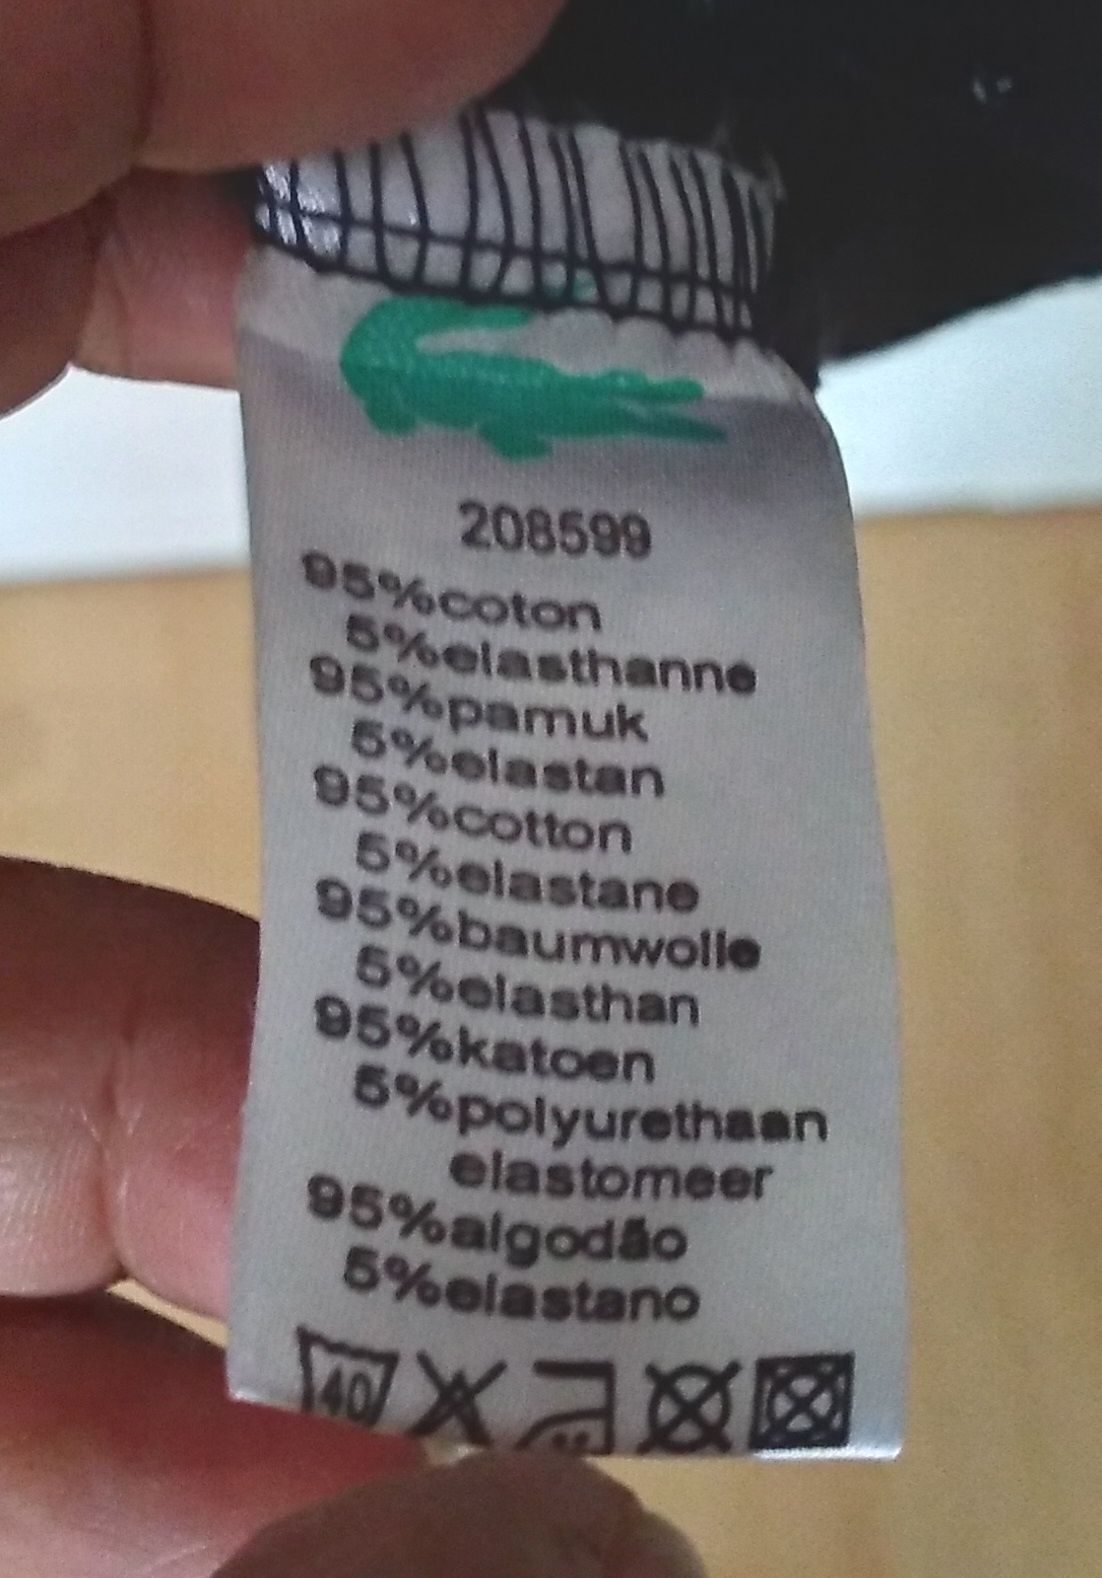 208599
95%coton
5%elasthanne
95%pamuk
5%elastan
95%cotton
5%elastane
95%baumwolle
5%elasthan
95%katoen
5%polyurethaan
elastomeer
95%algodão
5%elastano
40